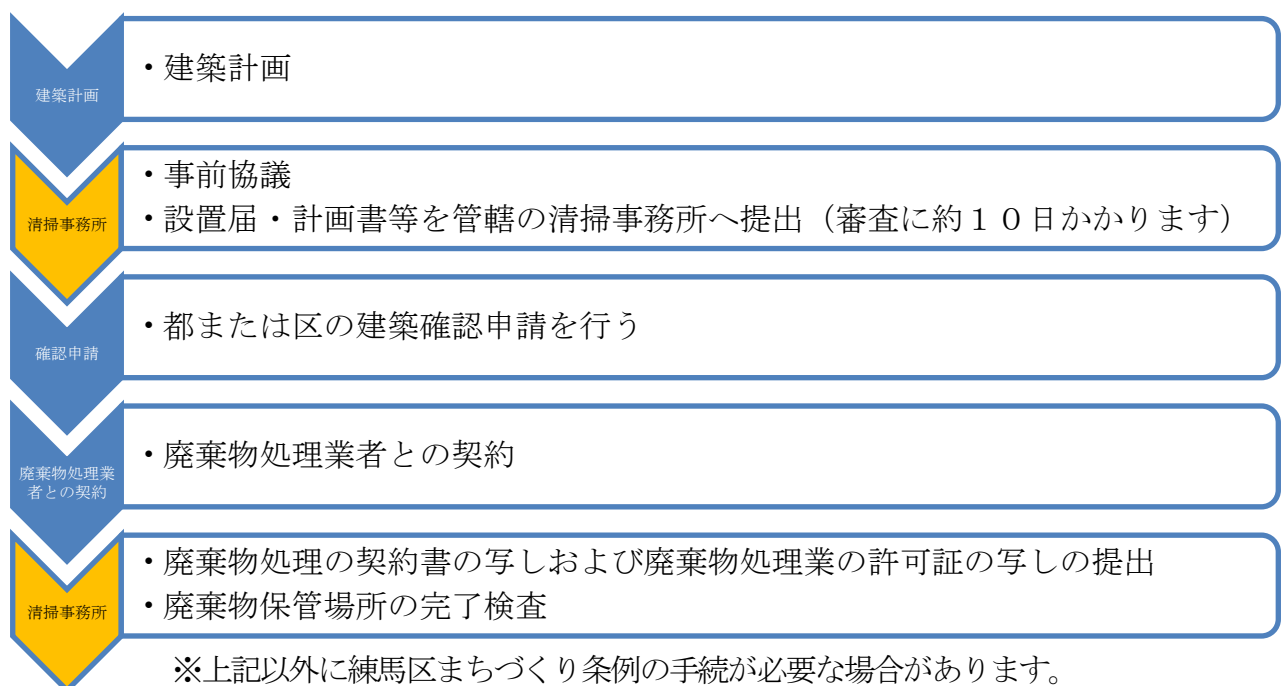 建築計画
・建築計画
清掃事務所
・事前協議
・設置届・計画書等を管轄の清掃事務所へ提出（審査に約１０日かかります）
確認申請
・都または区の建築確認申請を行う
廃棄物処理業
者との契約
・廃棄物処理業者との契約
清掃事務所
・廃棄物処理の契約書の写しおよび廃棄物処理業の許可証の写しの提出
・廃棄物保管場所の完了検査
※上記以外に練馬区まちづくり条例の手続が必要な場合があります。